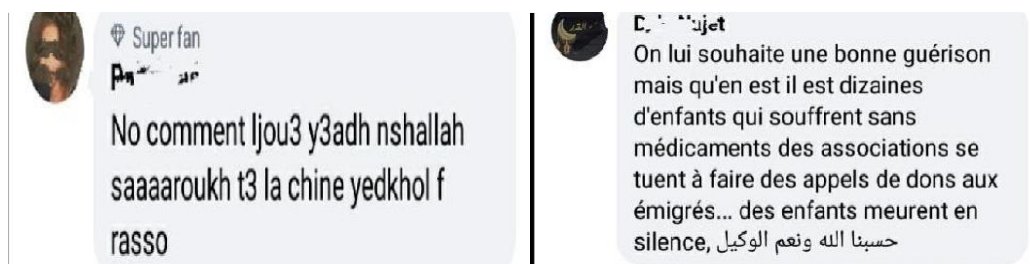 Super fan
No comment ljou3 y3adh nshallah
saaaaroukh t3 la chine yedkhol f
rasso
On lui souhaite une bonne guérison
mais qu'en est il est dizaines
d'enfants qui souffrent sans
médicaments des associations se
tuent à faire des appels de dons aux
émigrés... des enfants meurent en
silence, حسبنا الله ونعم الوكيل